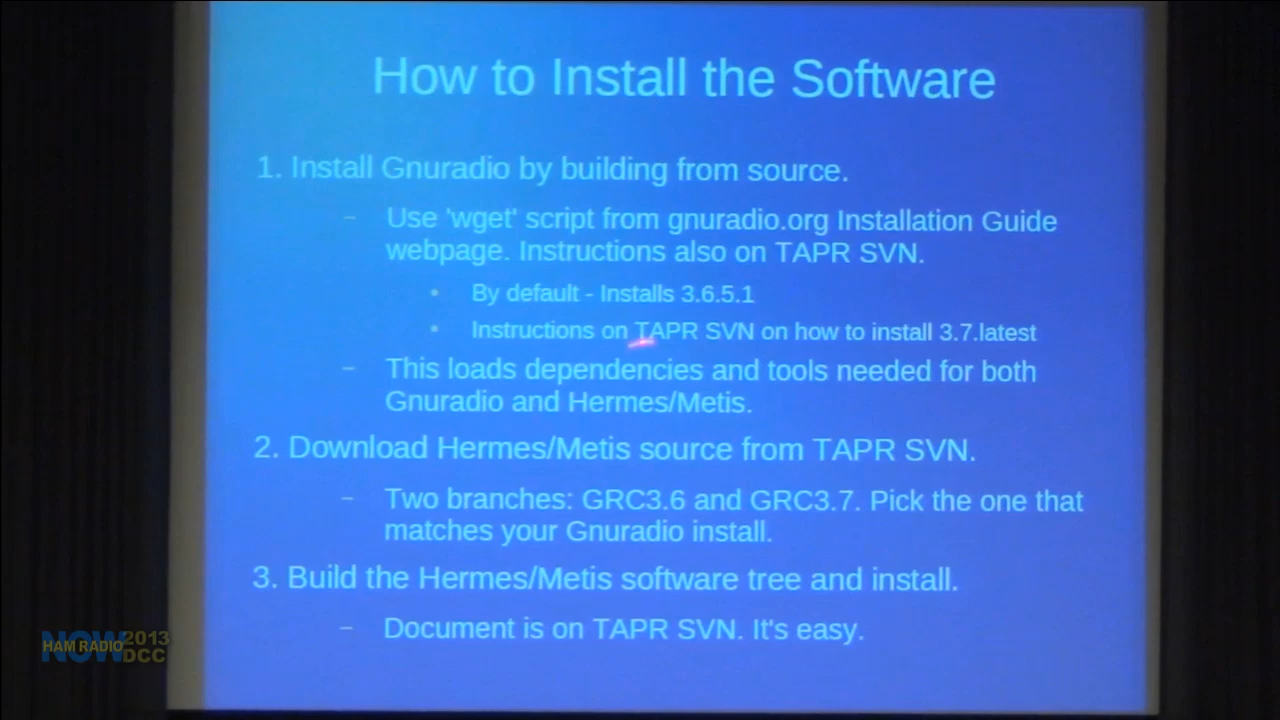 How to Install the Software
1. Install Gnuradio by building from source.
– Use 'wget' script from gnuradio.org Installation Guide
webpage. Instructions also on TAPR SVN.
• By default - Installs 3.6.5.1
• Instructions on TAPR SVN on how to install 3.7.latest
– This loads dependencies and tools needed for both
Gnuradio and Hermes/Metis.
2. Download Hermes/Metis source from TAPR SVN.
– Two branches: GRC3.6 and GRC3.7. Pick the one that
matches your Gnuradio install.
3. Build the Hermes/Metis software tree and install.
– Document is on TAPR SVN. It's easy.
HAM RADIO NOW 2013
DCC